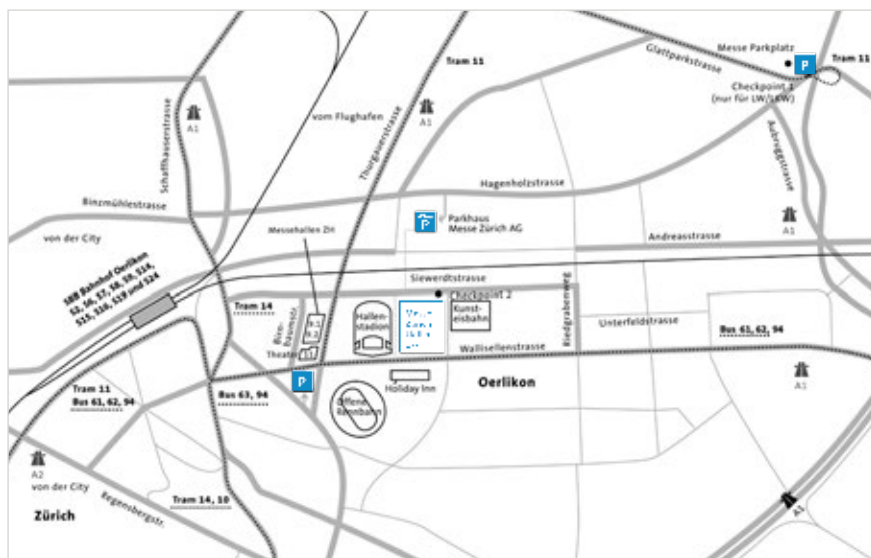 Messe Parkplatz
P
Tram 11
Glattparkstrasse
Tram 11
Checkpoint 1
(nur für LW/LKW)
A1
A1
Schaffhauserstrasse
vom Flughafen
Thurgauerstrasse
Aubruggstrasse
Hagenholzstrasse
Binzmühlestrasse
P
Parkhaus
Messe Zürich AG
A1
Messehallen
von der City
Andreasstrasse
SBB Bahnhof Oerlikon
S2, S6, S7, S8, S9, S14,
S15, S16, S19 und S24
Siewerdtstrasse
Checkpoint 2
Tram 14
Hallen-
stadion
Kunst-
eisbahn
Riedgrabenweg
Unterfeldstrasse
Bus 61, 62, 94
Theater
Wallisellenstrasse
A1
P
Tram 11
Bus 61, 62, 94
Bus 63, 94
Holiday Inn
Oerlikon
Offene
Rennbahn
A2
von der City
Regensbergstr.
Tram 14, 10
A1
Zürich